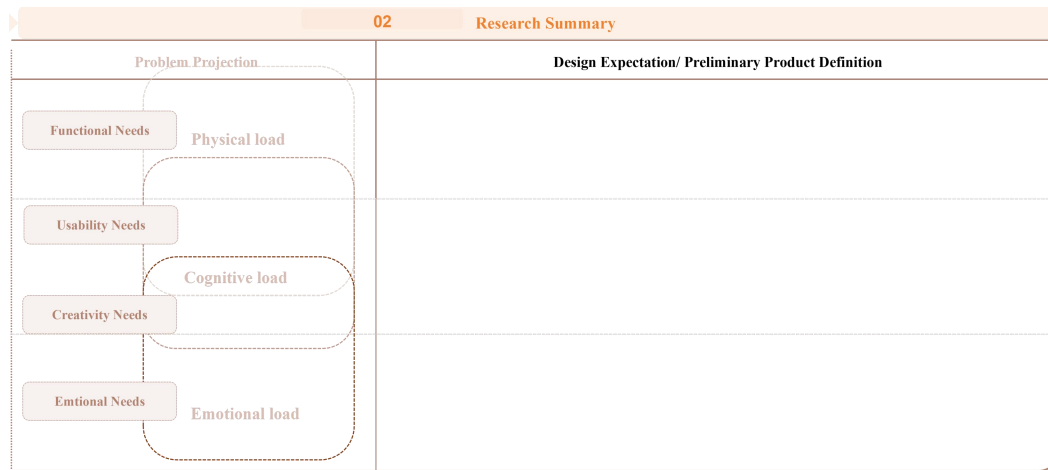 02
Research Summary
Problem Projection
Design Expectation/ Preliminary Product Definition
Functional Needs
Physical load
Usability Needs
Cognitive load
Creativity Needs
Emtional Needs
Emotional load